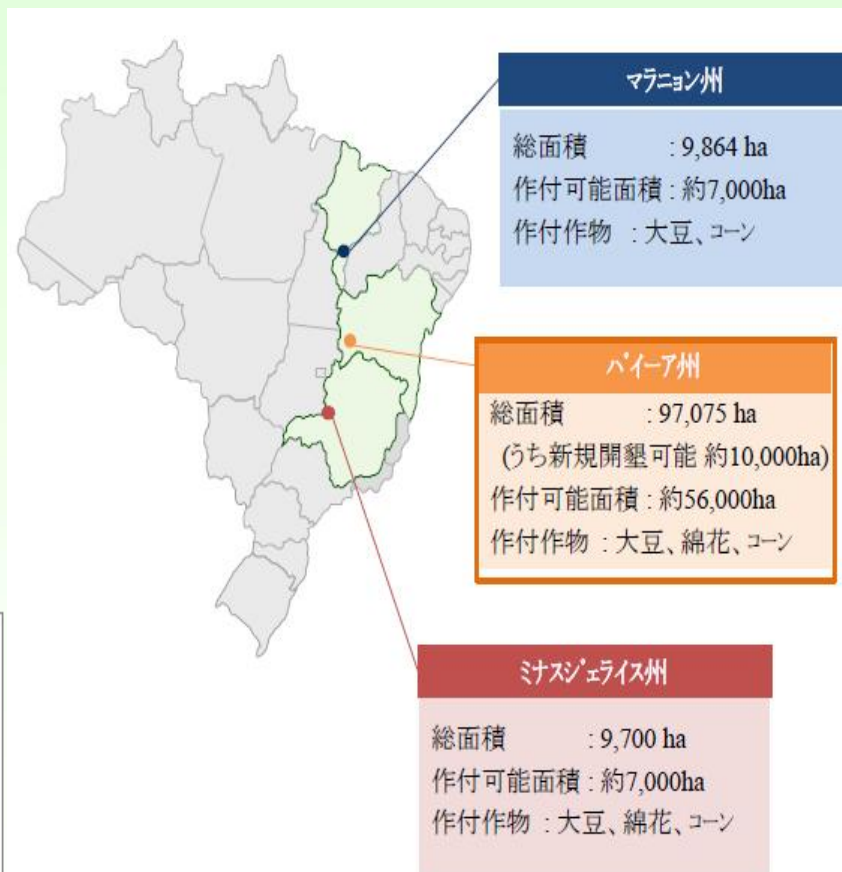 マラニョン州
総面積 : 9,864 ha
作付可能面積 : 約7,000ha
作付作物 : 大豆、コーン
バイーア州
総面積 : 97,075 ha
(うち新規開墾可能 約10,000ha)
作付可能面積 : 約56,000ha
作付作物 : 大豆、綿花、コーン
ミナスジェライス州
総面積 : 9,700 ha
作付可能面積 : 約7,000ha
作付作物 : 大豆、綿花、コーン